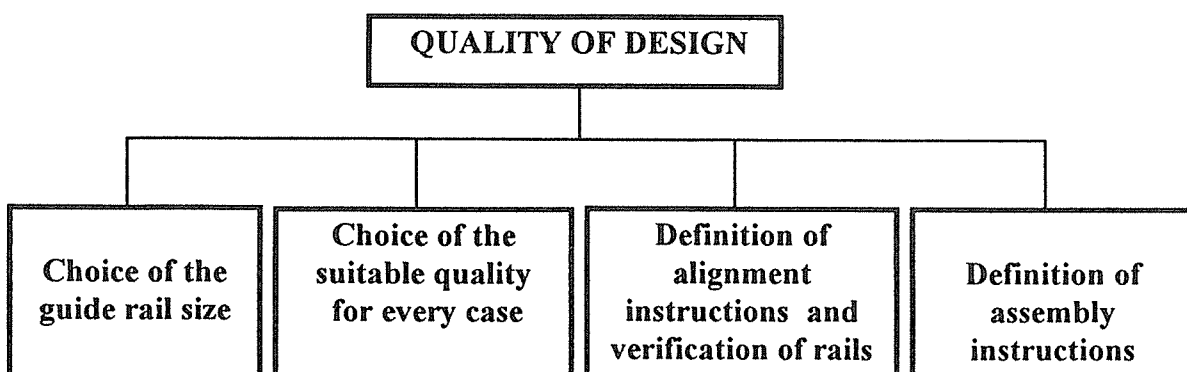 QUALITY OF DESIGN
Choice of the
guide rail size
Choice of the
suitable quality
for every case
Definition of
alignment
instructions and
verification of rails
Definition of
assembly
instructions